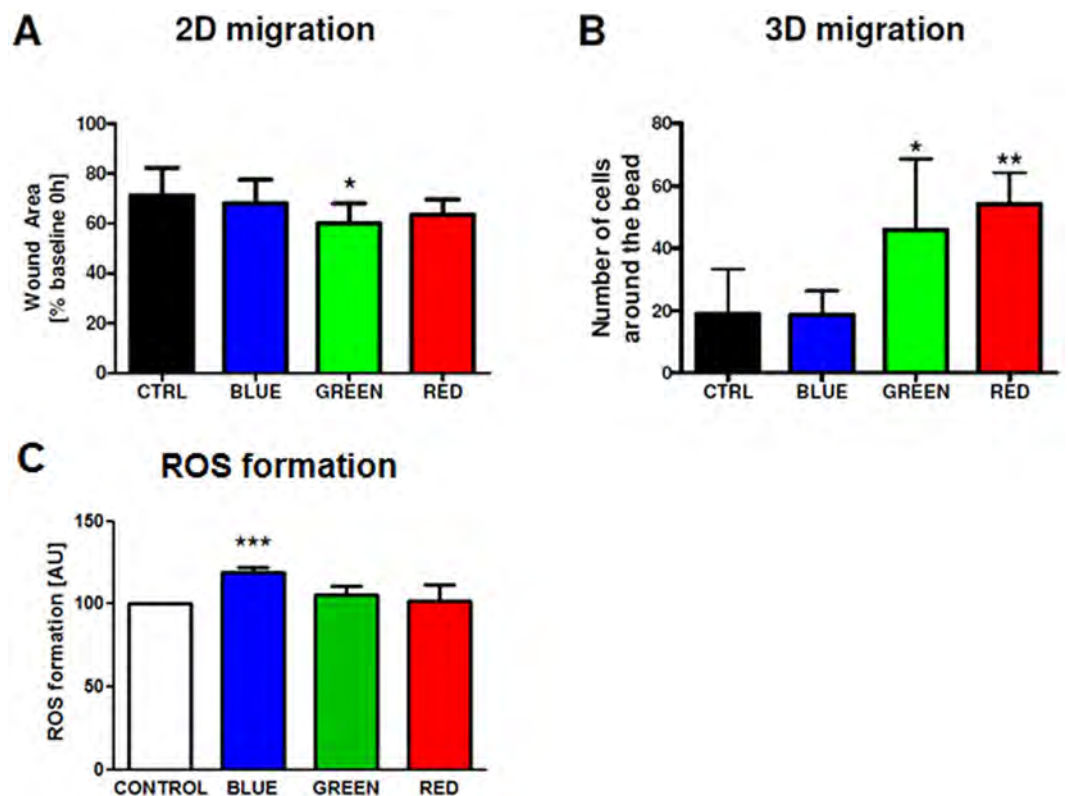 A
2D migration
Wound Area
[% baseline 0h]
100
80
60
40
20
0
*
CTRL BLUE GREEN RED
B
3D migration
Number of cells
around the bead
80
60
40
20
0
*
**
CTRL BLUE GREEN RED
C
ROS formation
ROS formation [AU]
150
100
50
0
***
CONTROL BLUE GREEN RED